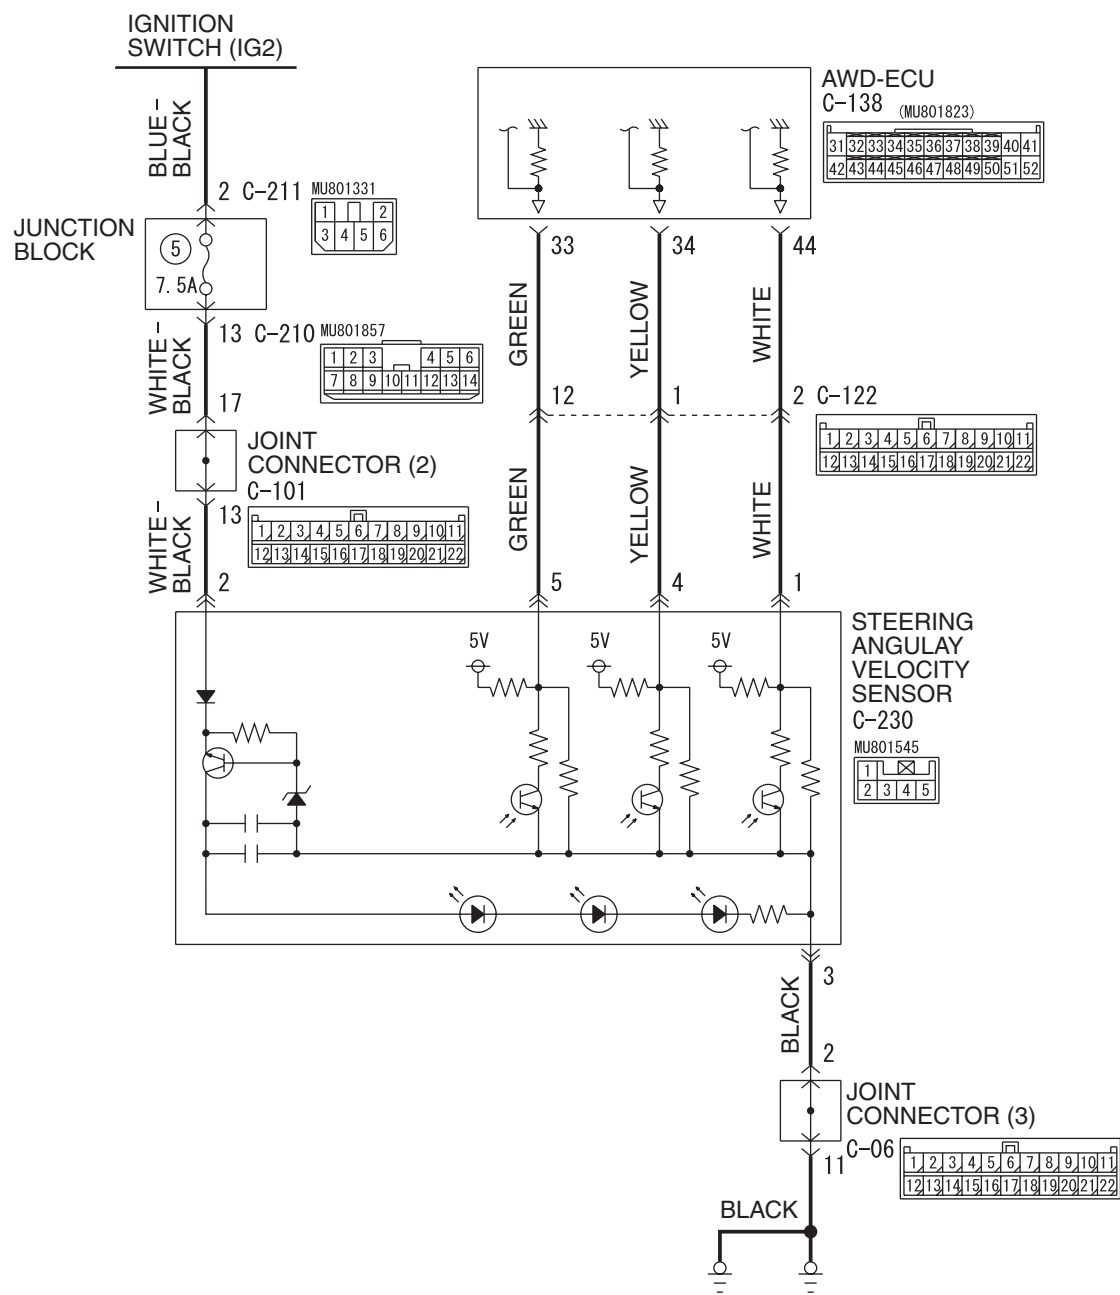 IGNITION
SWITCH (IG2)
BLUE-
BLACK
2 C-211 MU801331
1 2
3 4 5 6
JUNCTION
BLOCK
5
7.5A
13 C-210 MU801857
1 2 3 4 5 6
7 8 9 10 11 12 13 14
WHITE-
BLACK
17
JOINT
CONNECTOR (2)
C-101
13
1 2 3 4 5 6 7 8 9 10 11
12 13 14 15 16 17 18 19 20 21 22
WHITE-
BLACK
2
AWD-ECU
C-138 (MU801823)
31 32 33 34 35 36 37 38 39 40 41
42 43 44 45 46 47 48 49 50 51 52
33 34 44
GREEN
YELLOW
WHITE
12 1 2 C-122
1 2 3 4 5 6 7 8 9 10 11
12 13 14 15 16 17 18 19 20 21 22
GREEN
YELLOW
WHITE
5 4 1
STEERING
ANGULAY
VELOCITY
SENSOR
C-230
MU801545
1
2 3 4 5
5V 5V 5V
3
BLACK
2
JOINT
CONNECTOR (3)
C-06
11
1 2 3 4 5 6 7 8 9 10 11
12 13 14 15 16 17 18 19 20 21 22
BLACK